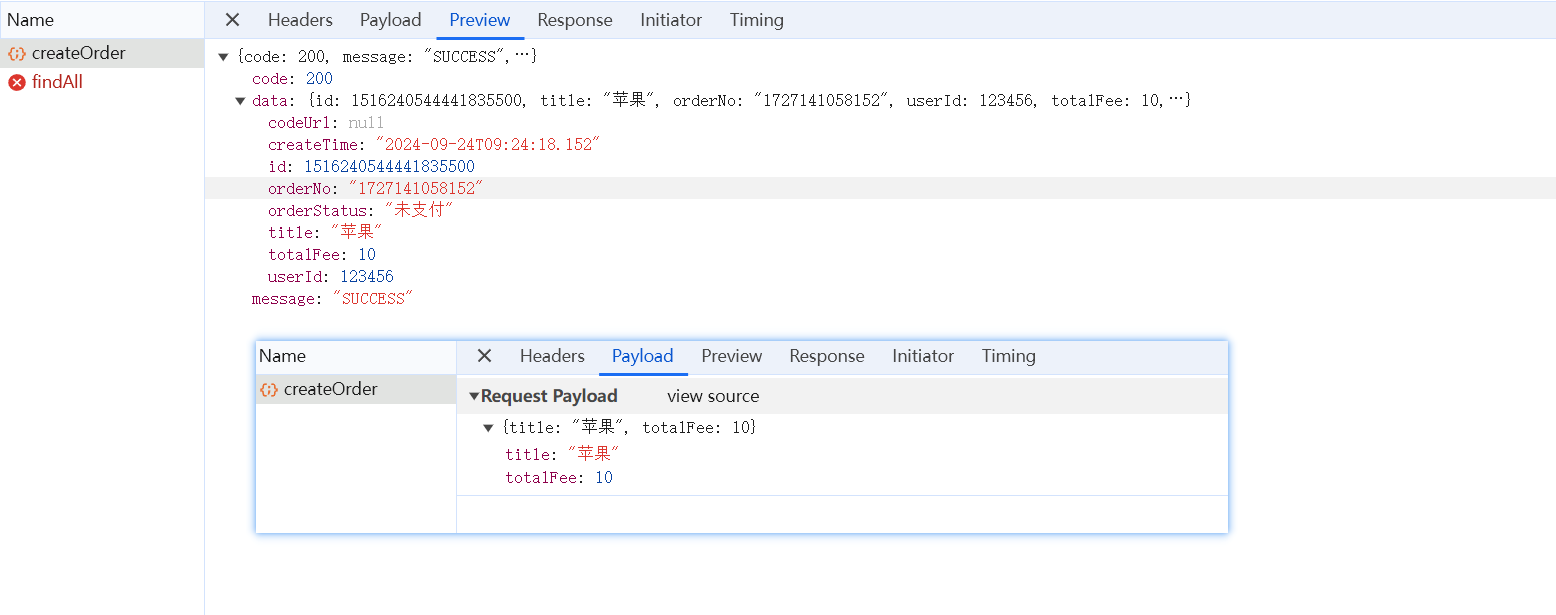 Name
Headers Payload Preview Response Initiator Timing
createOrder
findAll
{code: 200, message: "SUCCESS",…}
code: 200
data: {id: 1516240544441835500, title: "苹果", orderNo: "1727141058152", userId: 123456, totalFee: 10,…}
codeUrl: null
createTime: "2024-09-24T09:24:18.152"
id: 1516240544441835500
orderNo: "1727141058152"
orderStatus: "未支付"
title: "苹果"
totalFee: 10
userId: 123456
message: "SUCCESS"
Name
Headers Payload Preview Response Initiator Timing
createOrder
Request Payload view source
{title: "苹果", totalFee: 10}
title: "苹果"
totalFee: 10